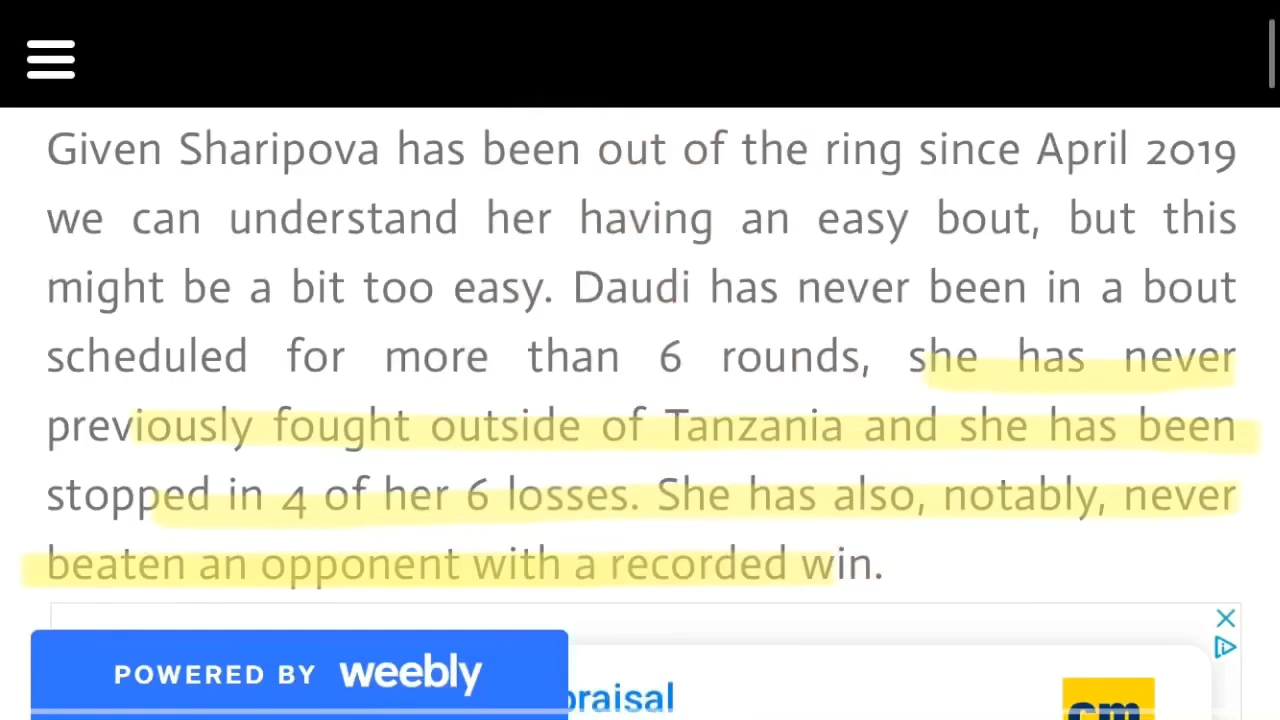 Given Sharipova has been out of the ring since April 2019
we can understand her having an easy bout, but this
might be a bit too easy. Daudi has never been in a bout
scheduled for more than 6 rounds, she has never
previously fought outside of Tanzania and she has been
stopped in 4 of her 6 losses. She has also, notably, never
beaten an opponent with a recorded win.
POWERED BY weebly
praisal
cm